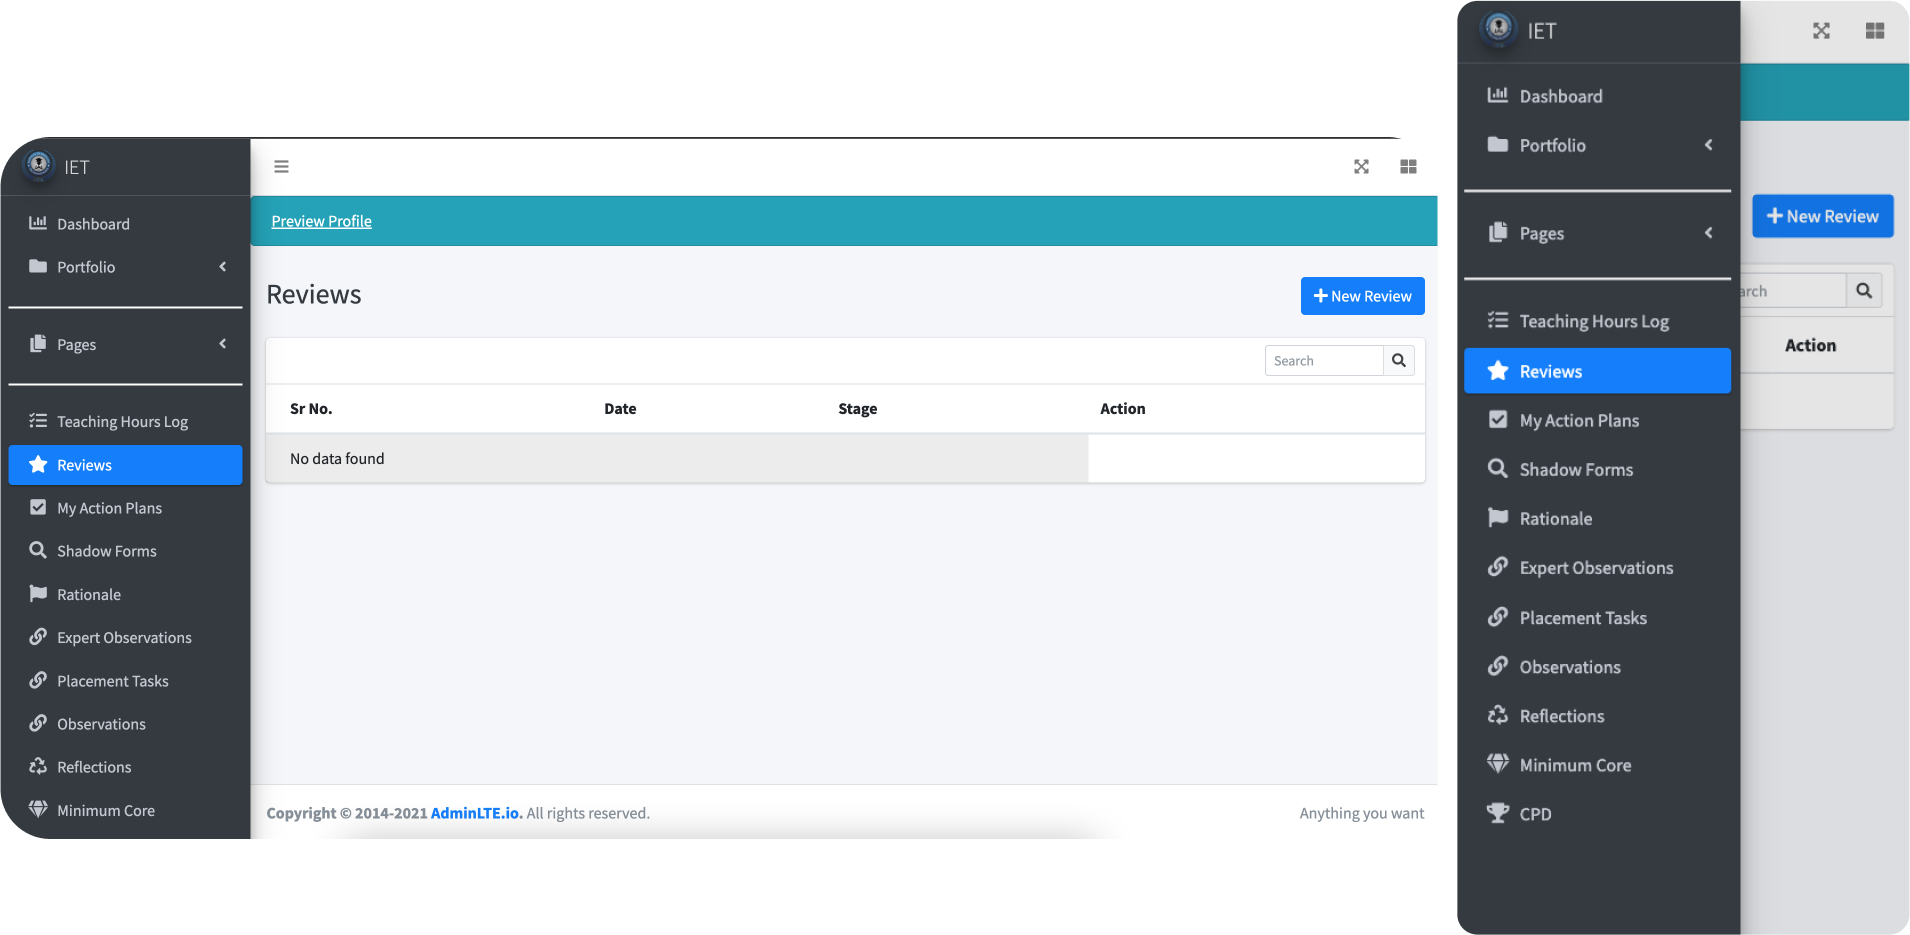 IET
Dashboard
Portfolio
Pages
Teaching Hours Log
Reviews
My Action Plans
Shadow Forms
Rationale
Expert Observations
Placement Tasks
Observations
Reflections
Minimum Core
Preview Profile
Reviews
New Review
Search
Sr No. Date Stage Action
No data found
Copyright © 2014-2021 AdminLTE.io. All rights reserved.
Anything you want
IET
Dashboard
Portfolio
Pages
Teaching Hours Log
Reviews
My Action Plans
Shadow Forms
Rationale
Expert Observations
Placement Tasks
Observations
Reflections
Minimum Core
CPD
New Review
arch
Action